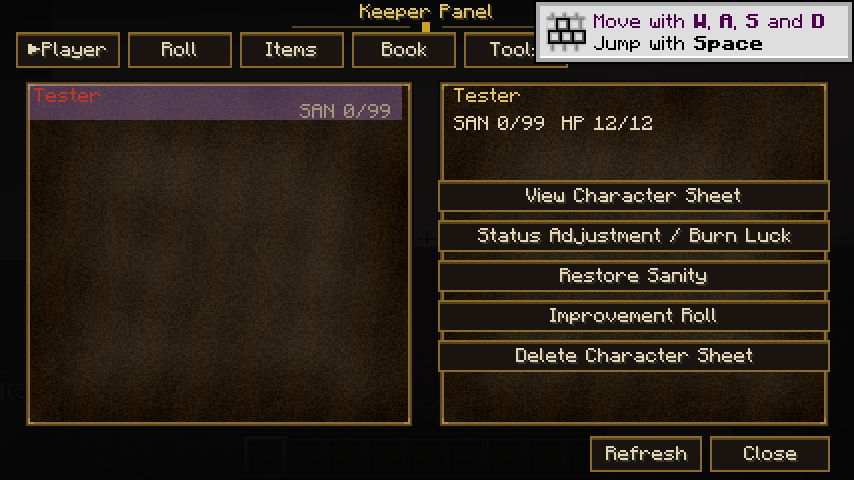 Keeper Panel
Move with W, A, S and D
Jump with Space
▶Player
Roll
Items
Book
Tester
SAN 0/99
Tester
SAN 0/99 HP 12/12
View Character Sheet
Status Adjustment / Burn Luck
Restore Sanity
Improvement Roll
Delete Character Sheet
Refresh
Close